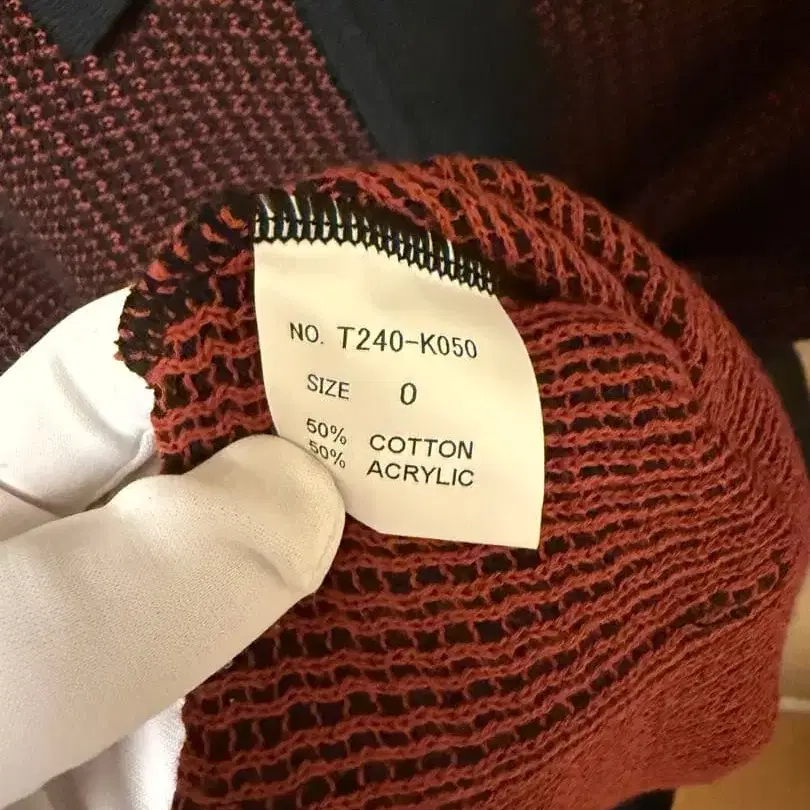 NO. T240-K050
SIZE 0
50% COTTON
50% ACRYLIC